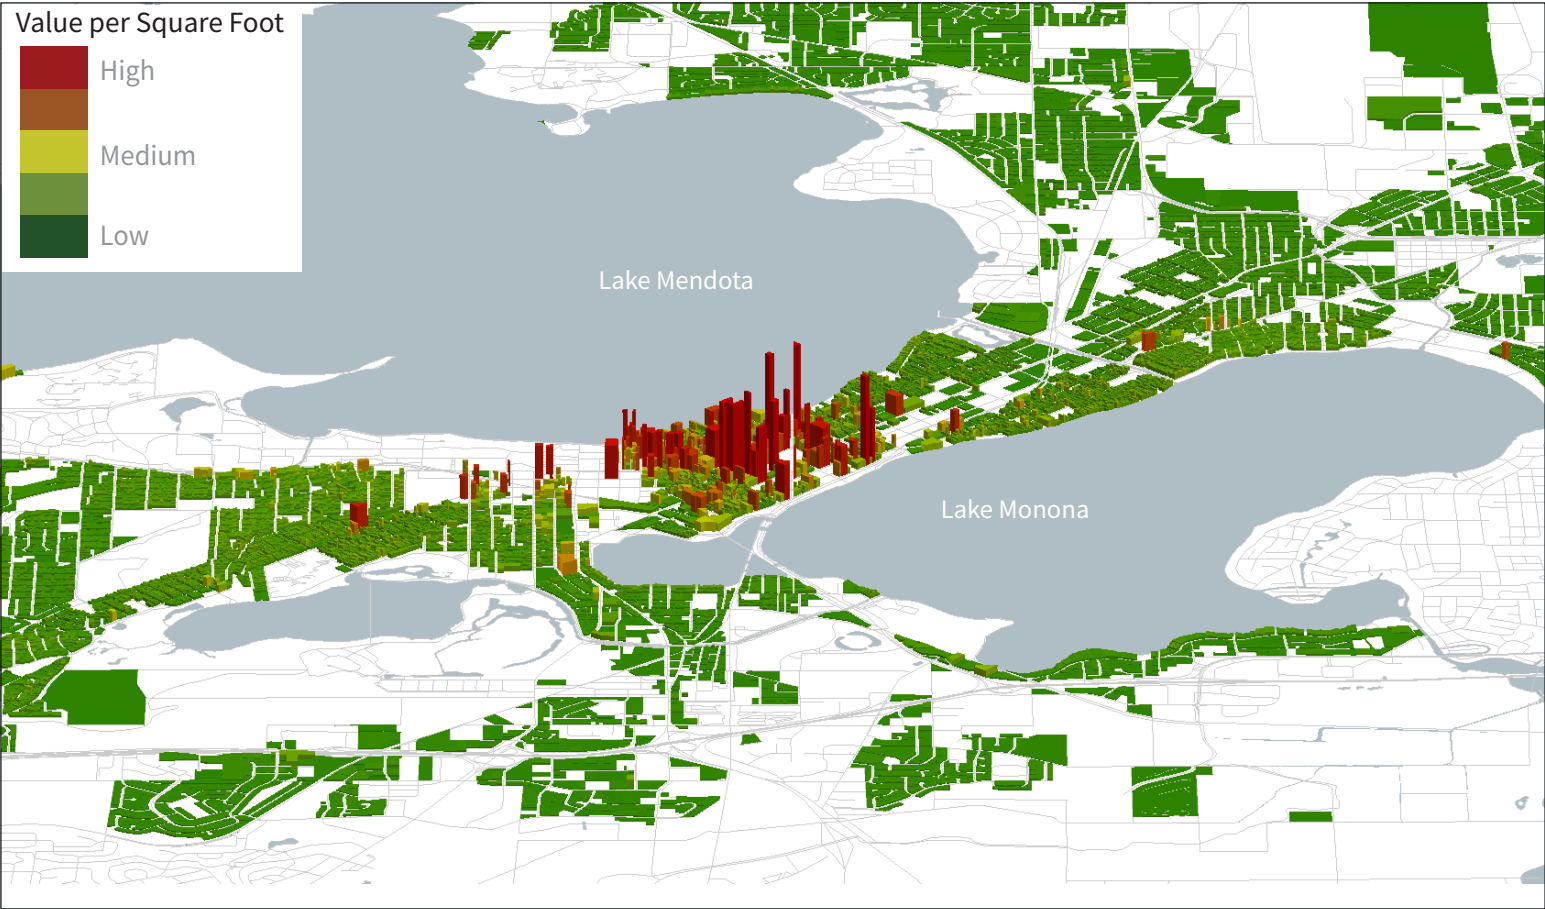 Value per Square Foot
High
Medium
Low
Lake Mendota
Lake Monona